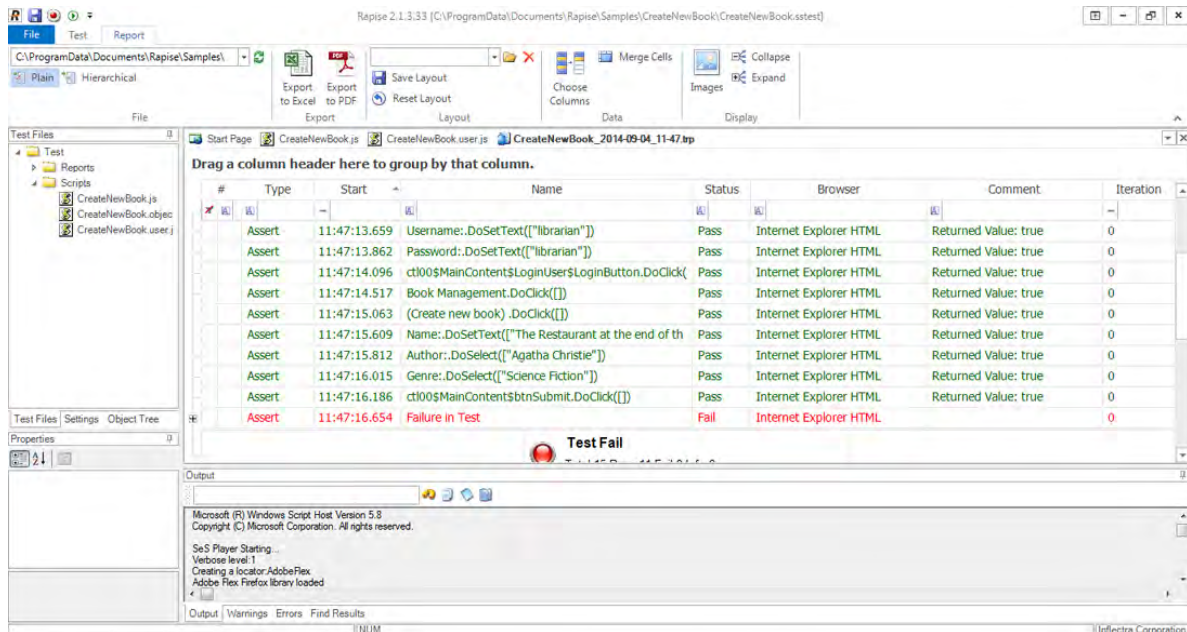 Rapise 2.1.3.33 [C:\ProgramData\Documents\Rapise\Samples\CreateNewBook\CreateNewBook.sstest]
File Test Report
C:\ProgramData\Documents\Rapise\Samples\
Plain Hierarchical
File
Export to Excel
Export to PDF
Export
Save Layout
Reset Layout
Layout
Choose Columns
Merge Cells
Data
Images
Collapse
Expand
Display
Test Files
Test
Reports
Scripts
CreateNewBook.js
CreateNewBook.objec
CreateNewBook.user.j
Test Files Settings Object Tree
Properties
Start Page CreateNewBook.js CreateNewBook.user.js CreateNewBook_2014-09-04_11-47.trp
Drag a column header here to group by that column.
# Type Start Name Status Browser Comment Iteration
Assert 11:47:13.659 Username:.DoSetText(["librarian"]) Pass Internet Explorer HTML Returned Value: true 0
Assert 11:47:13.862 Password:.DoSetText(["librarian"]) Pass Internet Explorer HTML Returned Value: true 0
Assert 11:47:14.096 ctl00$MainContent$LoginUser$LoginButton.DoClick( Pass Internet Explorer HTML Returned Value: true 0
Assert 11:47:14.517 Book Management.DoClick([]) Pass Internet Explorer HTML Returned Value: true 0
Assert 11:47:15.063 (Create new book) .DoClick([]) Pass Internet Explorer HTML Returned Value: true 0
Assert 11:47:15.609 Name:.DoSetText(["The Restaurant at the end of th Pass Internet Explorer HTML Returned Value: true 0
Assert 11:47:15.812 Author:.DoSelect(["Agatha Christie"]) Pass Internet Explorer HTML Returned Value: true 0
Assert 11:47:16.015 Genre:.DoSelect(["Science Fiction"]) Pass Internet Explorer HTML Returned Value: true 0
Assert 11:47:16.186 ctl00$MainContent$btnSubmit.DoClick([]) Pass Internet Explorer HTML Returned Value: true 0
Assert 11:47:16.654 Failure in Test Fail Internet Explorer HTML 0
Test Fail
Output
Microsoft (R) Windows Script Host Version 5.8
Copyright (C) Microsoft Corporation. All rights reserved.
SeS Player Starting...
Verbose level:1
Creating a locator:AdobeFlex
Adobe Flex Firefox library loaded
Output Warnings Errors Find Results
NUM
Inflectra Corporation